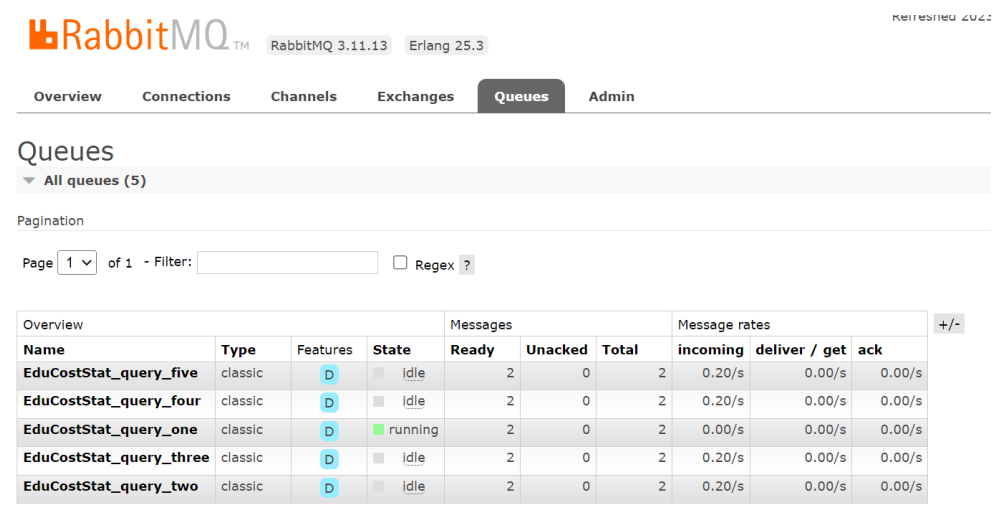 Refreshed 2023
RabbitMQ TM RabbitMQ 3.11.13 Erlang 25.3
Overview Connections Channels Exchanges Queues Admin
Queues
All queues (5)
Pagination
Page 1 of 1 - Filter: Regex ?
Overview Messages Message rates +/-
Name Type Features State Ready Unacked Total incoming deliver / get ack
EduCostStat_query_five classic D idle 2 0 2 0.20/s 0.00/s 0.00/s
EduCostStat_query_four classic D idle 2 0 2 0.20/s 0.00/s 0.00/s
EduCostStat_query_one classic D running 2 0 2 0.00/s 0.00/s 0.00/s
EduCostStat_query_three classic D idle 2 0 2 0.20/s 0.00/s 0.00/s
EduCostStat_query_two classic D idle 2 0 2 0.20/s 0.00/s 0.00/s